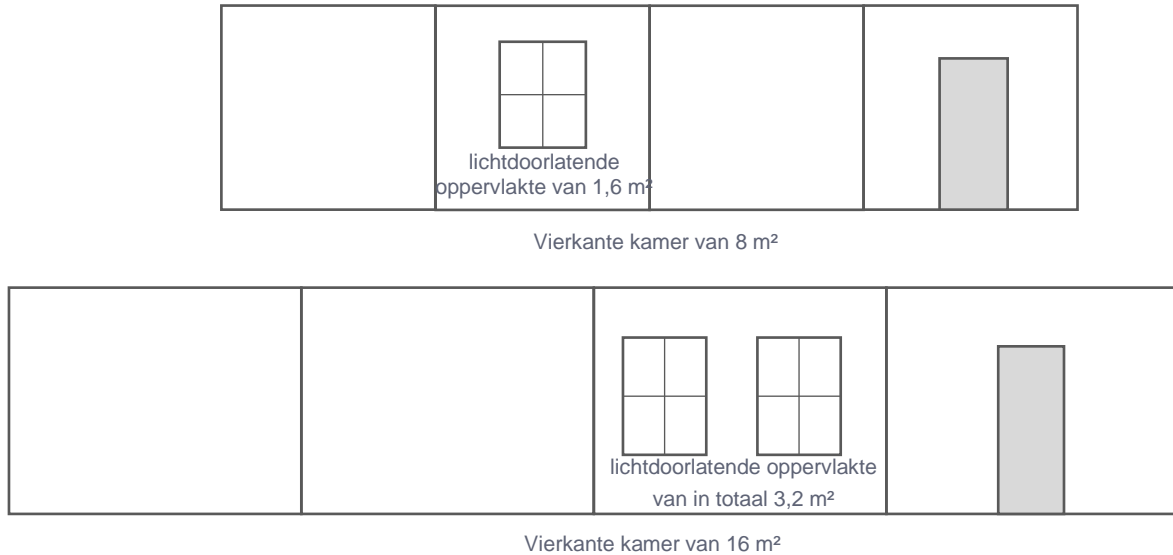 lichtdoorlatende
oppervlakte van 1,6 m²
Vierkante kamer van 8 m²
lichtdoorlatende oppervlakte
van in totaal 3,2 m²
Vierkante kamer van 16 m²